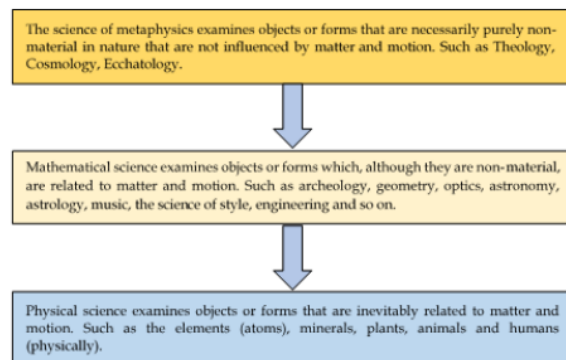 The science of metaphysics examines objects or forms that are necessarily purely non-
material in nature that are not influenced by matter and motion. Such as Theology,
Cosmology, Ecchatology.
Mathematical science examines objects or forms which, although they are non-material,
are related to matter and motion. Such as archeology, geometry, optics, astronomy,
astrology, music, the science of style, engineering and so on.
Physical science examines objects or forms that are inevitably related to matter and
motion. Such as the elements (atoms), minerals, plants, animals and humans
(physically).